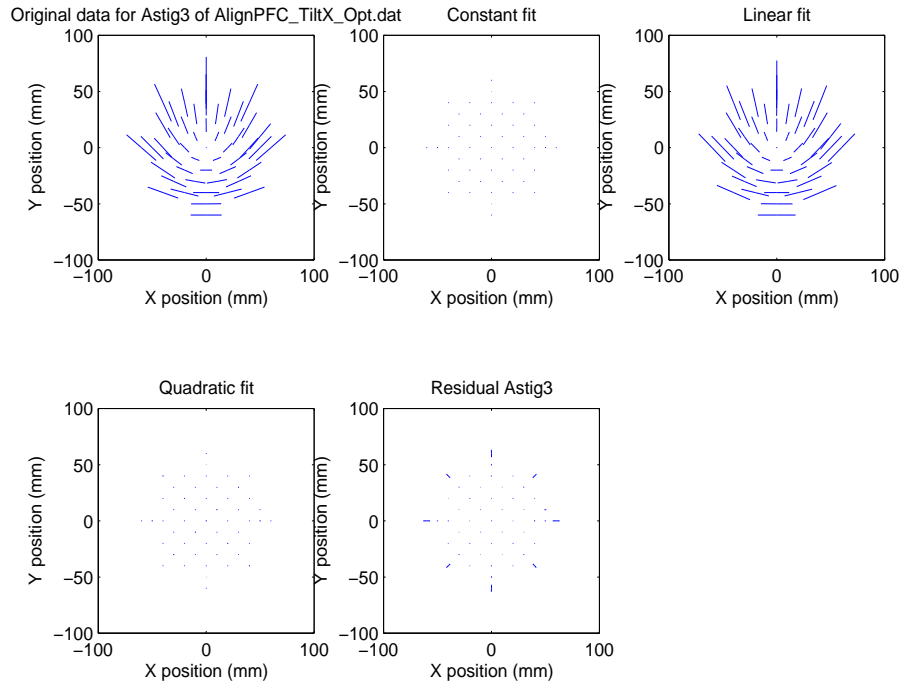 Original data for Astig3 of AlignPFC_TiltX_Opt.dat
Constant fit
Linear fit
100
50
0
−50
−100
Y position (mm)
−100
0
100
X position (mm)
100
50
0
−50
−100
Y position (mm)
−100
0
100
X position (mm)
100
50
0
−50
−100
Y position (mm)
−100
0
100
X position (mm)
Quadratic fit
Residual Astig3
100
50
0
−50
−100
Y position (mm)
−100
0
100
X position (mm)
100
50
0
−50
−100
Y position (mm)
−100
0
100
X position (mm)